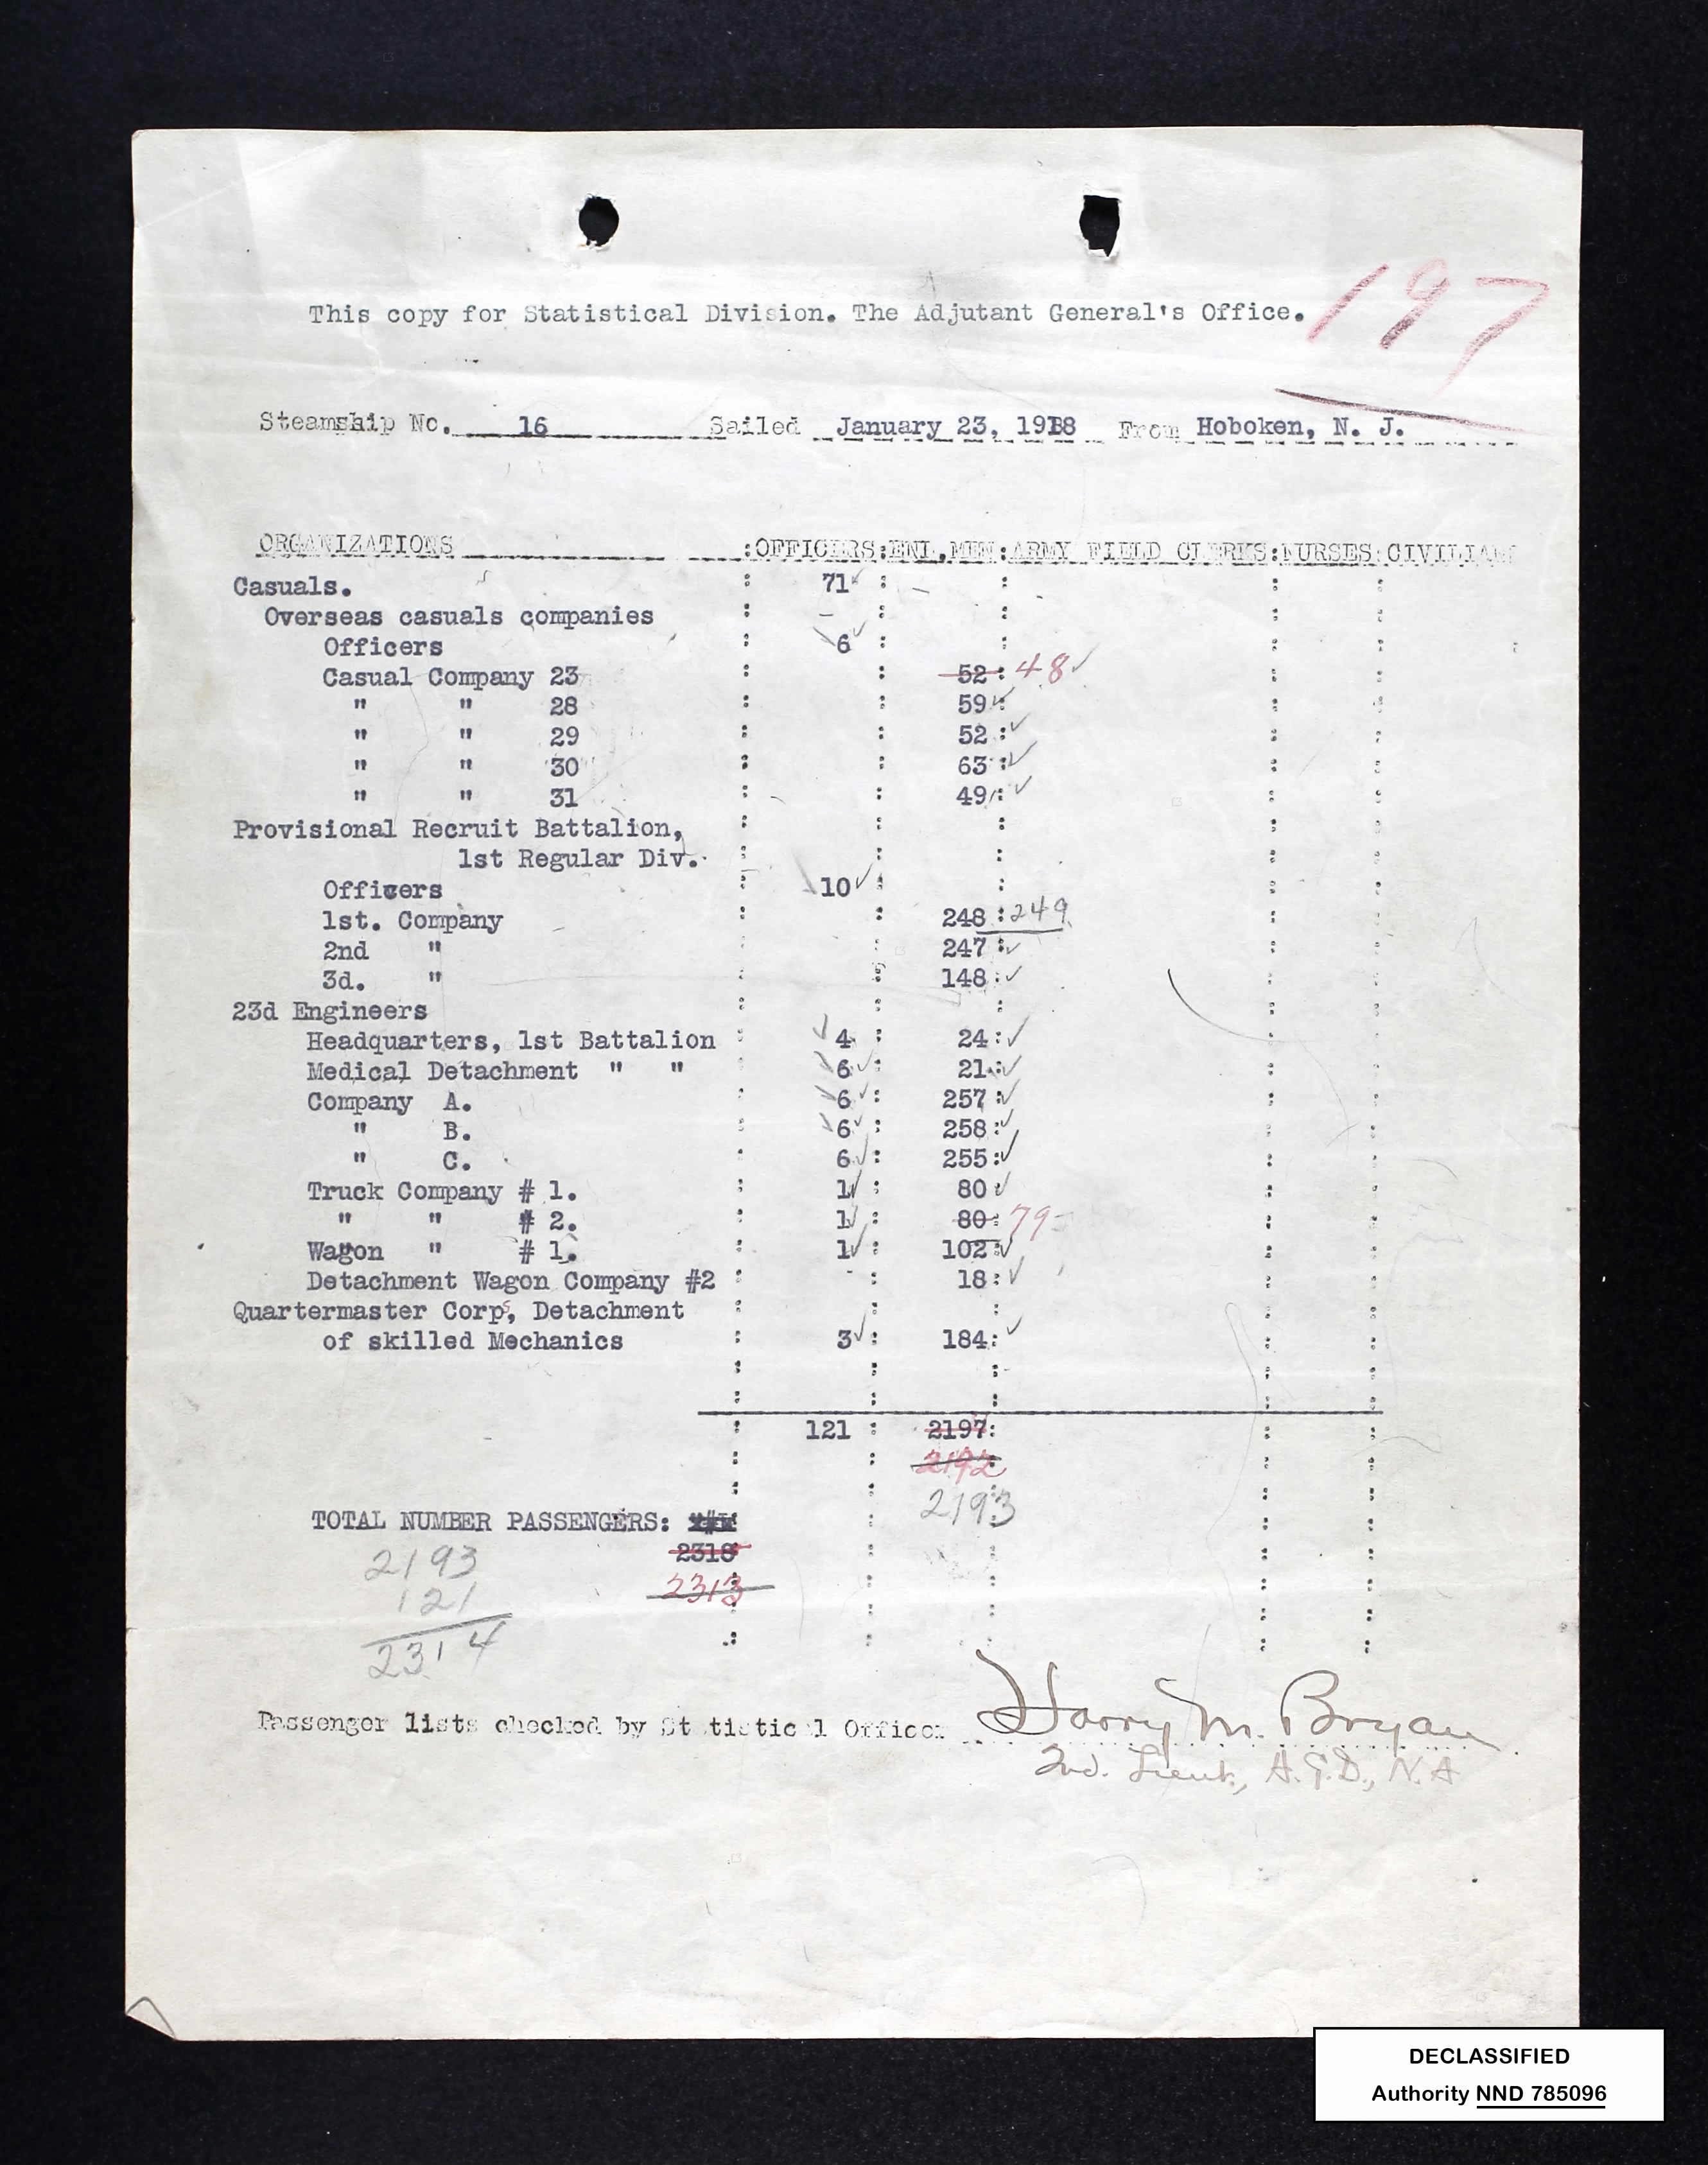 197
This copy for Statistical Division. The Adjutant General's Office.
Steamship No. 16 Sailed January 23, 1918 From Hoboken, N. J.
ORGANIZATIONS :OFFICERS:ENL.MEN:ARMY FIELD CLERKS:NURSES:CIVILIANS
Casuals. 71
Overseas casuals companies
Officers 6
Casual Company 23 52 48
" " 28 59
" " 29 52
" " 30 63
" " 31 49
Provisional Recruit Battalion,
1st Regular Div.
Officers 10
1st. Company 248 249
2nd " 247
3d. " 148
23d Engineers
Headquarters, 1st Battalion 4 24
Medical Detachment " " 6 21
Company A. 6 257
" B. 6 258
" C. 6 255
Truck Company # 1. 1 80
" " # 2. 1 80 79
Wagon " # 1. 1 102
Detachment Wagon Company #2 18
Quartermaster Corps, Detachment
of skilled Mechanics 3 184
121 2197
2192
2193
TOTAL NUMBER PASSENGERS:
2318
2313
2193
121
2314
Passenger lists checked by Statistical Officer Harry M. Bryan
2nd. Lieut., A.G.D., N.A
DECLASSIFIED
Authority NND 785096